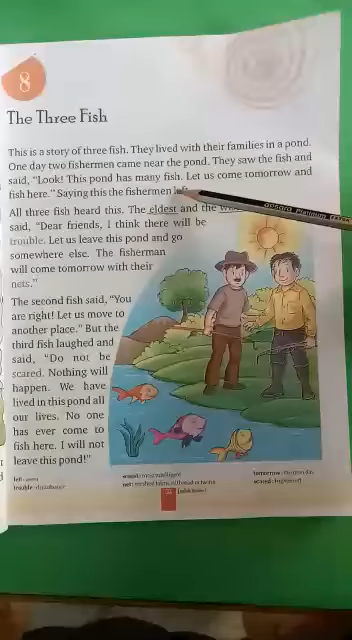 8
The Three Fish
This is a story of three fish. They lived with their families in a pond.
One day two fishermen came near the pond. They saw the fish and
said, "Look! This pond has many fish. Let us come tomorrow and
fish here." Saying this the fishermen
All three fish heard this. The eldest and the
said, "Dear friends, I think there will be
trouble. Let us leave this pond and go
somewhere else. The fisherman
will come tomorrow with their
nets."
The second fish said, "You
are right! Let us move to
another place." But the
third fish laughed and
said, "Do not be
scared. Nothing will
happen. We have
lived in this pond all
our lives. No one
has ever come to
fish here. I will not
leave this pond!"
left :
trouble :
tomorrow :
scared :
net :